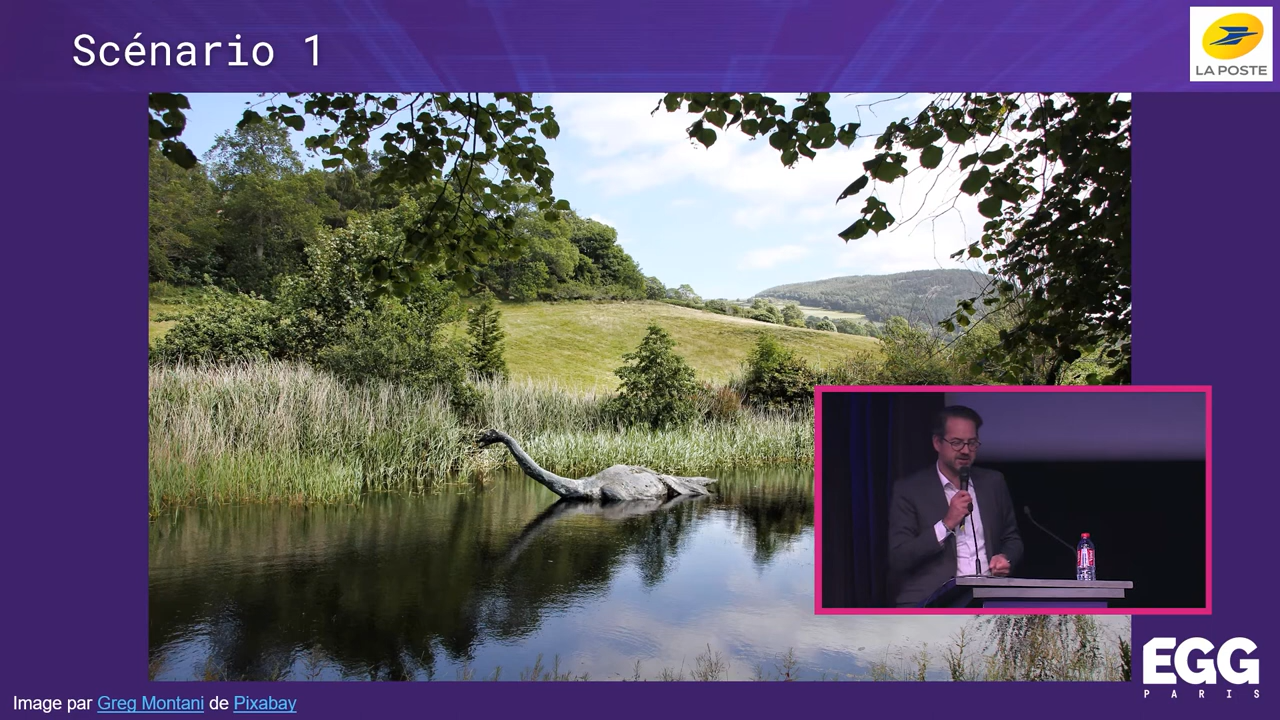 Scénario 1
LA POSTE
EGG
PARIS
Image par Greg Montani de Pixabay